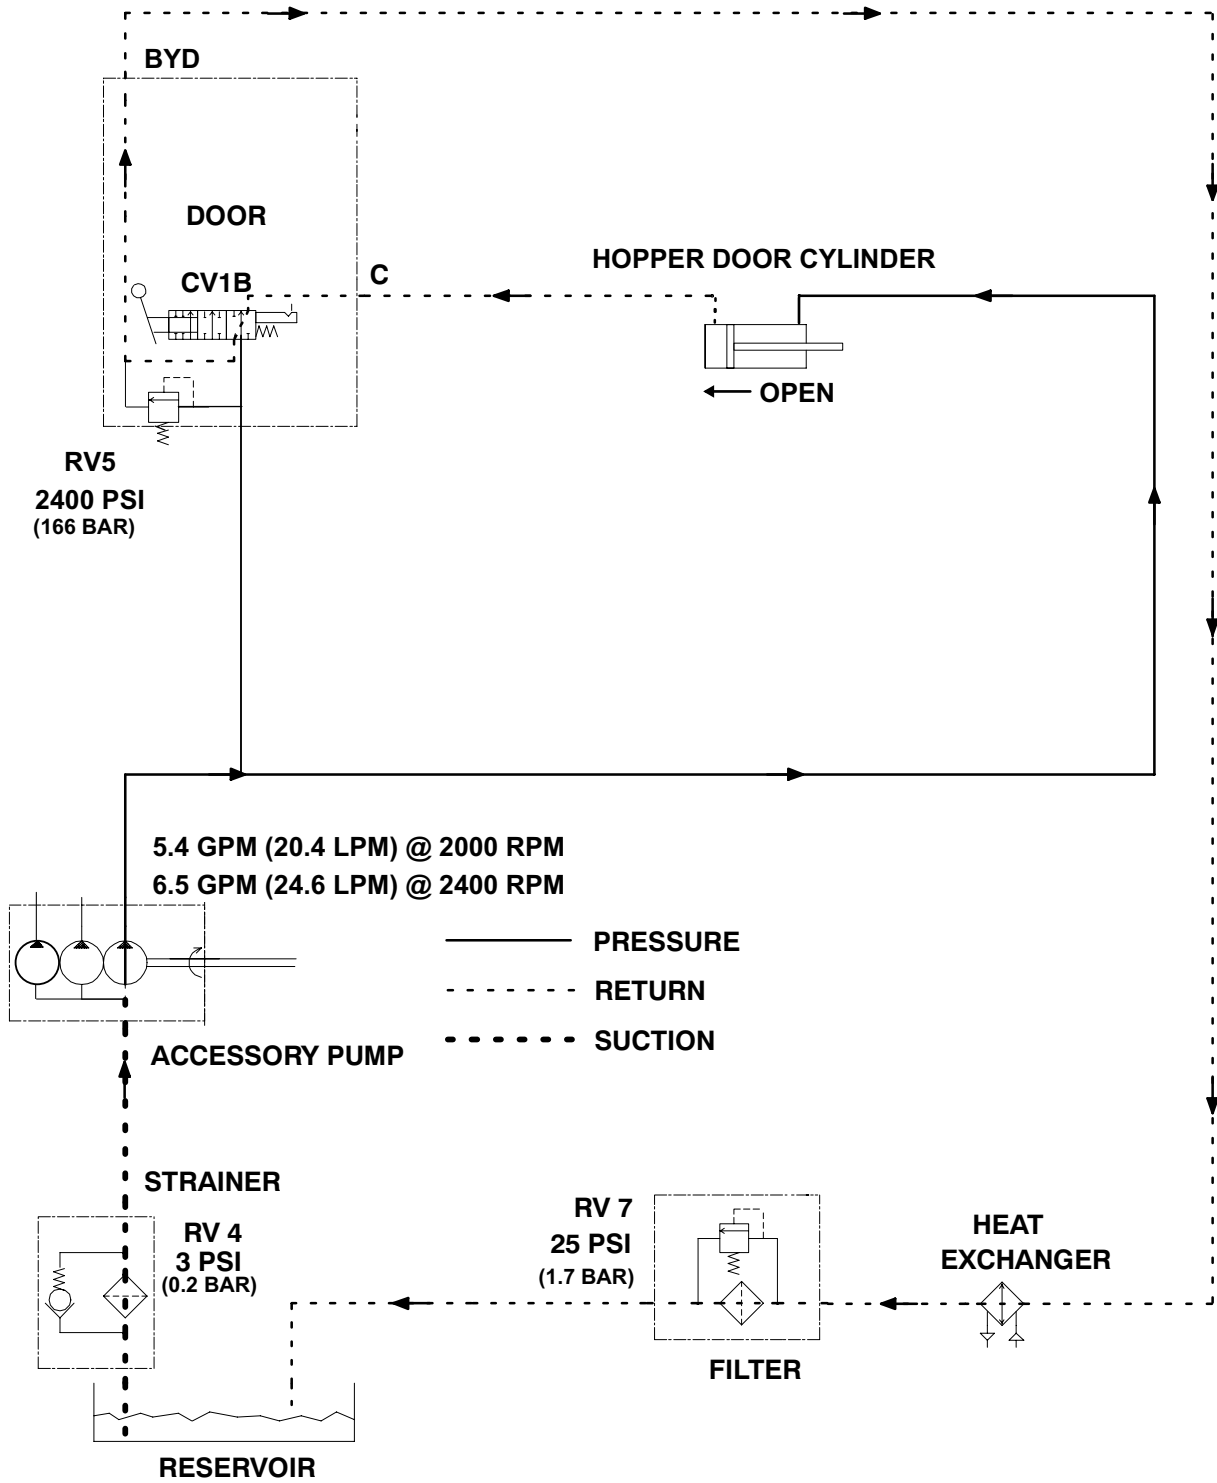 BYD
DOOR
CV1B
C
HOPPER DOOR CYLINDER
OPEN
RV5
2400 PSI
(166 BAR)
5.4 GPM (20.4 LPM) @ 2000 RPM
6.5 GPM (24.6 LPM) @ 2400 RPM
PRESSURE
RETURN
SUCTION
ACCESSORY PUMP
STRAINER
RV 4
3 PSI
(0.2 BAR)
RV 7
25 PSI
(1.7 BAR)
HEAT
EXCHANGER
FILTER
RESERVOIR